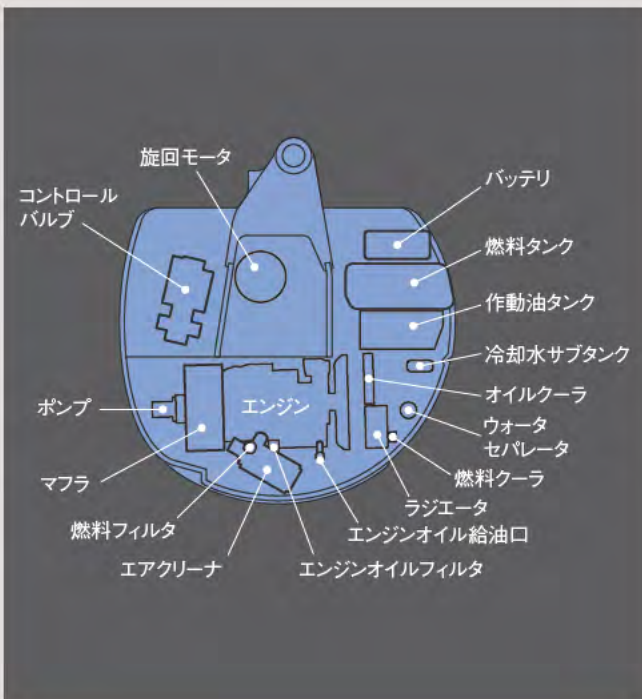 旋回モータ
コントロール
バルブ
バッテリ
燃料タンク
作動油タンク
冷却水サブタンク
オイルクーラ
ポンプ
エンジン
ウォータ
セパレータ
マフラ
燃料クーラ
ラジエータ
燃料フィルタ
エンジンオイル給油口
エアクリーナ
エンジンオイルフィルタ